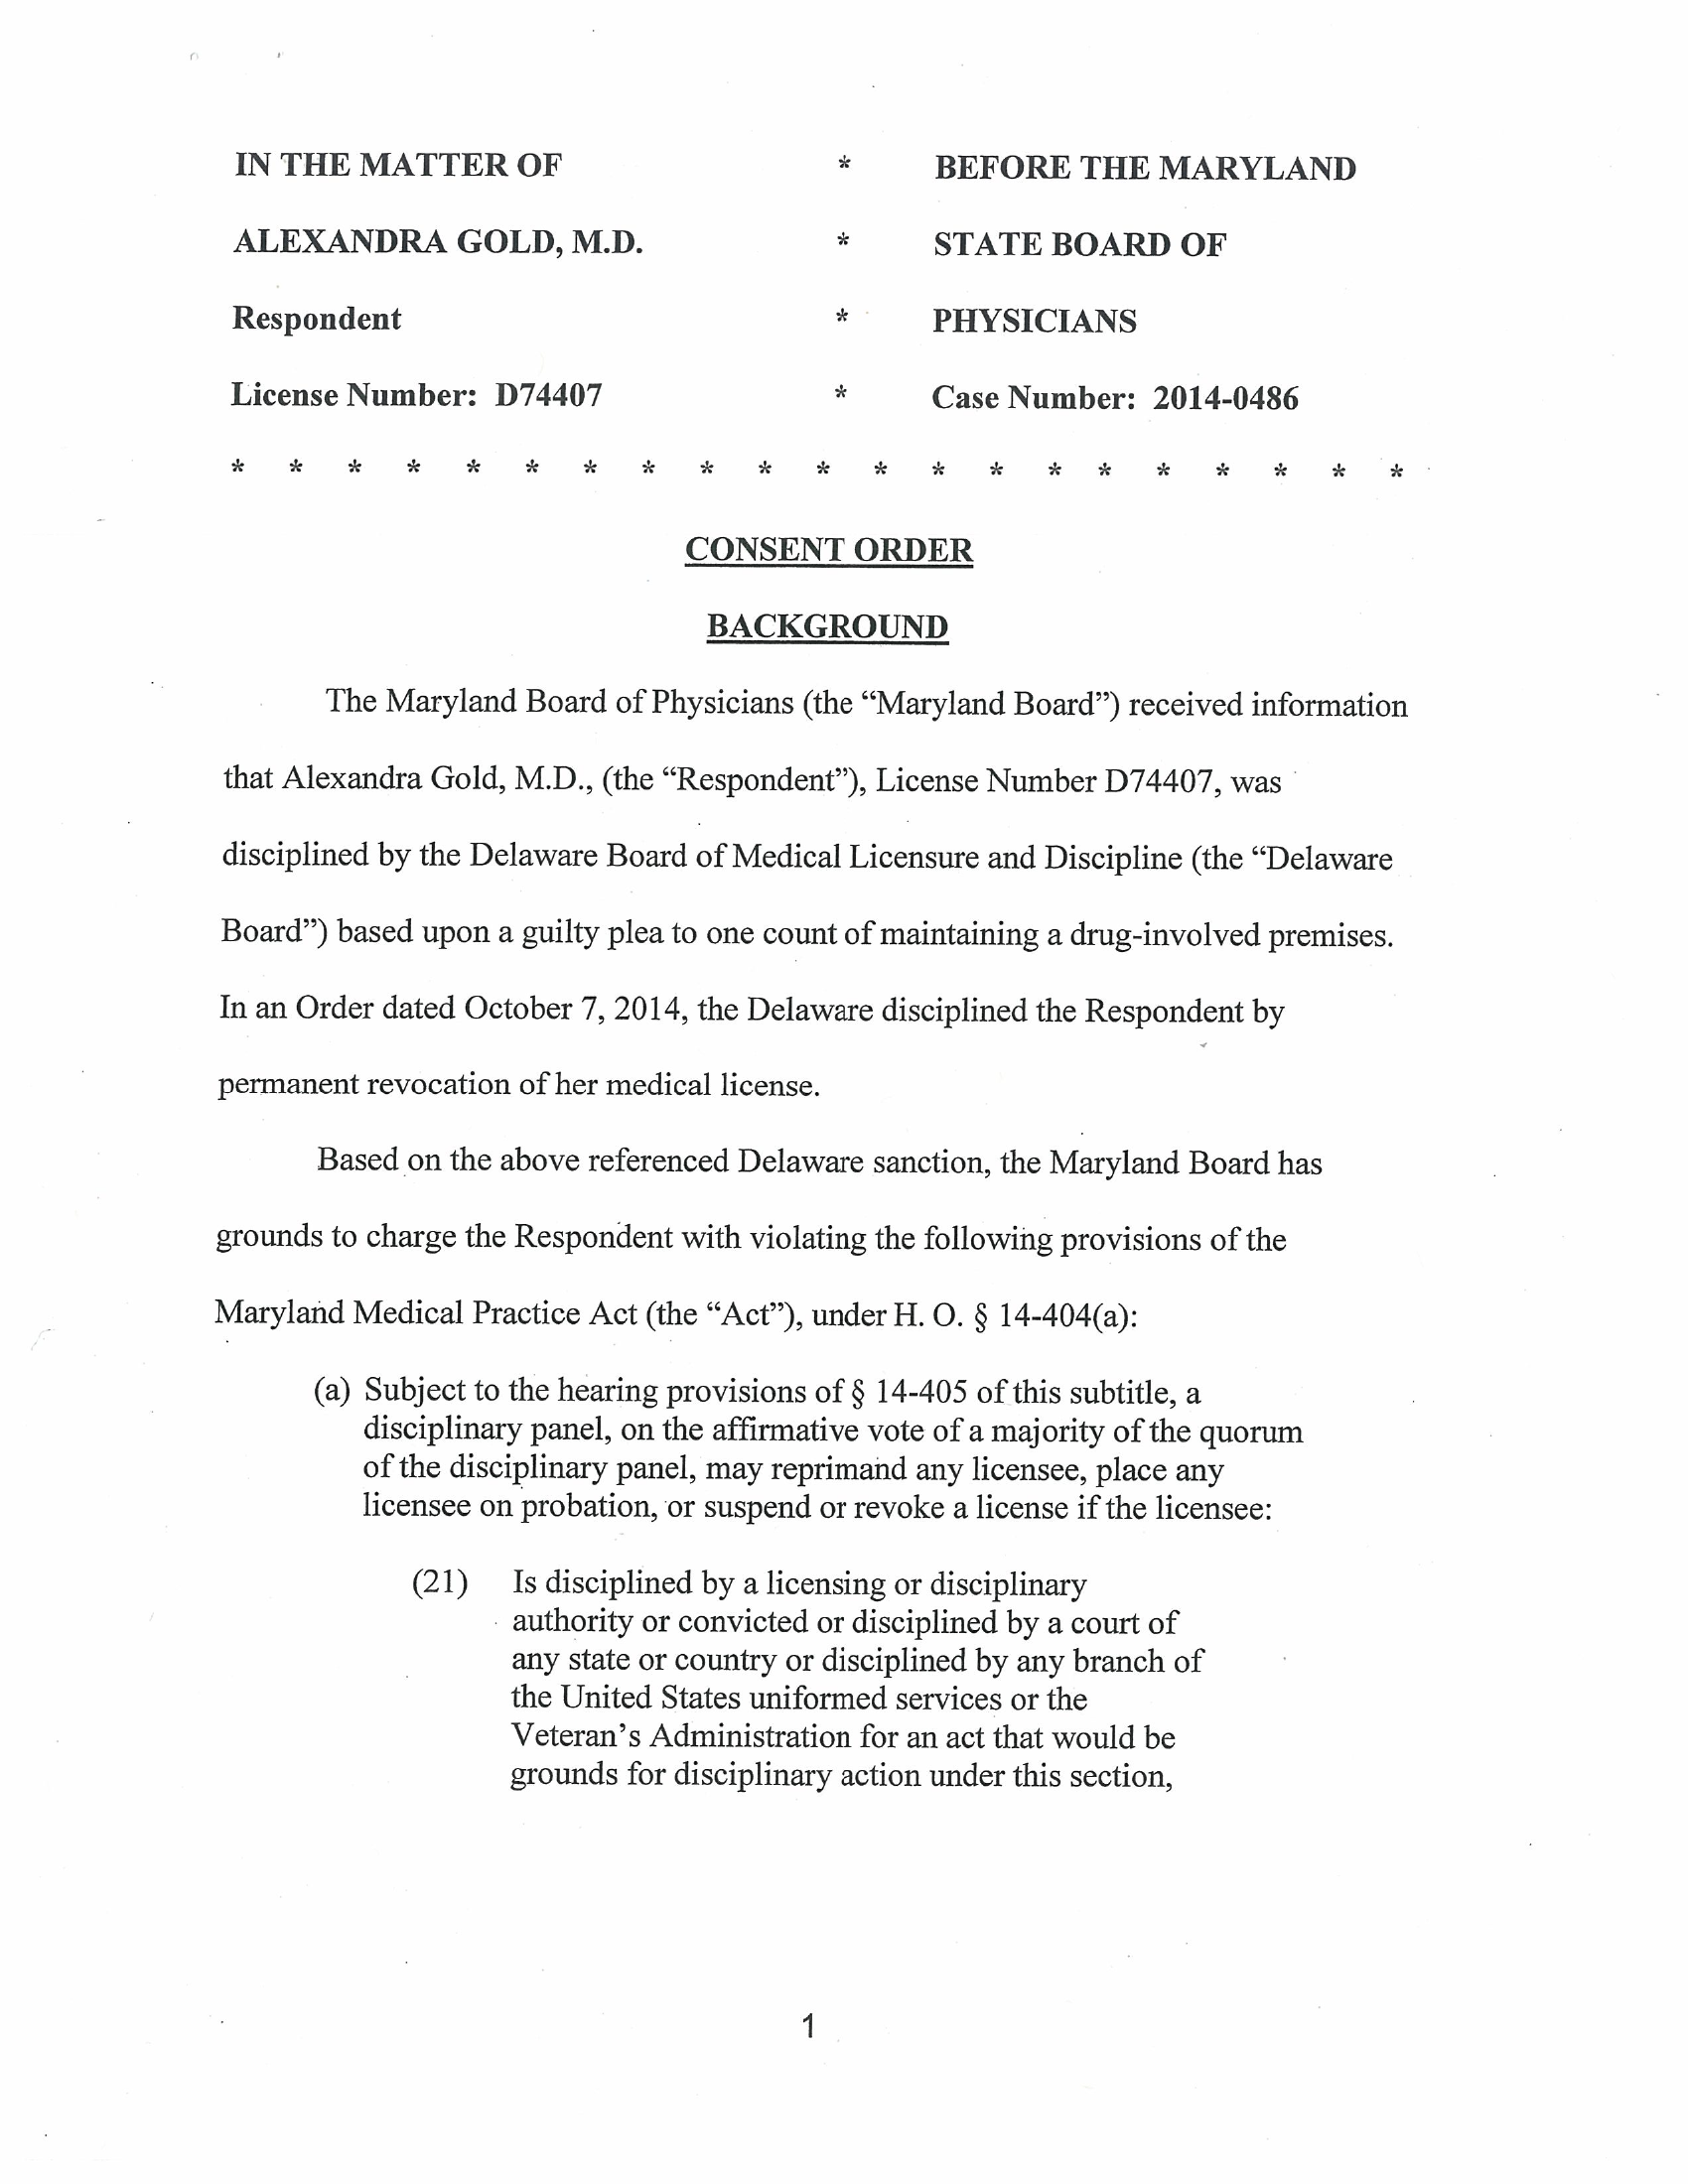 IN THE MATTER OF * BEFORE THE MARYLAND
ALEXANDRA GOLD, M.D. * STATE BOARD OF
Respondent * PHYSICIANS
License Number: D74407 * Case Number: 2014-0486
* * * * * * * * * * * * * * * * * * * * *
CONSENT ORDER
BACKGROUND
The Maryland Board of Physicians (the “Maryland Board”) received information
that Alexandra Gold, M.D., (the “Respondent”), License Number D74407, was
disciplined by the Delaware Board of Medical Licensure and Discipline (the “Delaware
Board”) based upon a guilty plea to one count of maintaining a drug-involved premises.
In an Order dated October 7, 2014, the Delaware disciplined the Respondent by
permanent revocation of her medical license.
Based on the above referenced Delaware sanction, the Maryland Board has
grounds to charge the Respondent with violating the following provisions of the
Maryland Medical Practice Act (the “Act”), under H. O. § 14-404(a):
(a) Subject to the hearing provisions of § 14-405 of this subtitle, a
disciplinary panel, on the affirmative vote of a majority of the quorum
of the disciplinary panel, may reprimand any licensee, place any
licensee on probation, or suspend or revoke a license if the licensee:
(21) Is disciplined by a licensing or disciplinary
authority or convicted or disciplined by a court of
any state or country or disciplined by any branch of
the United States uniformed services or the
Veteran’s Administration for an act that would be
grounds for disciplinary action under this section,
1